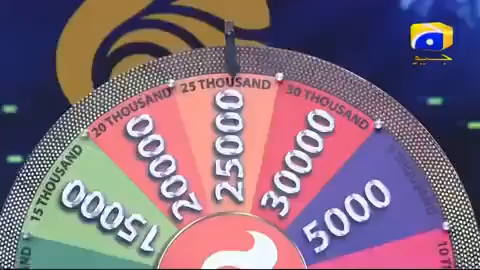 جیو
25 THOUSAND
20 THOUSAND
30 THOUSAND
15 THOUSAND
25000
20000
30000
15000
5000